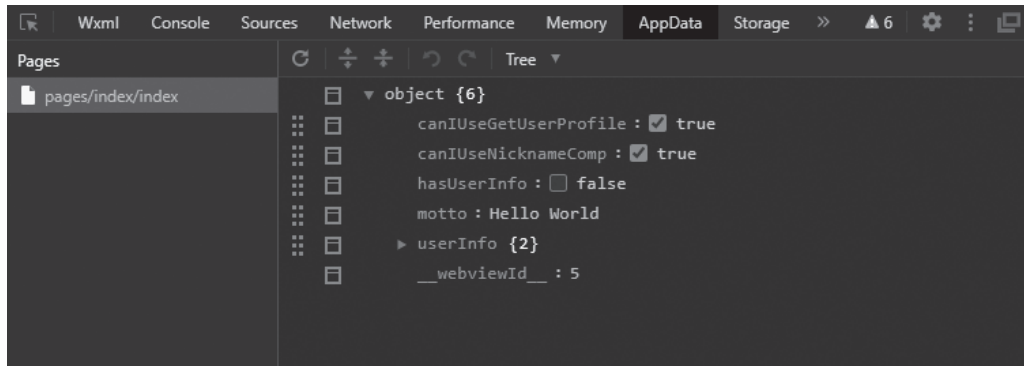 Wxml Console Sources Network Performance Memory AppData Storage » 6
Pages
Tree
pages/index/index
object {6}
canIUseGetUserProfile : true
canIUseNicknameComp : true
hasUserInfo : false
motto : Hello World
userInfo {2}
__webviewId__ : 5